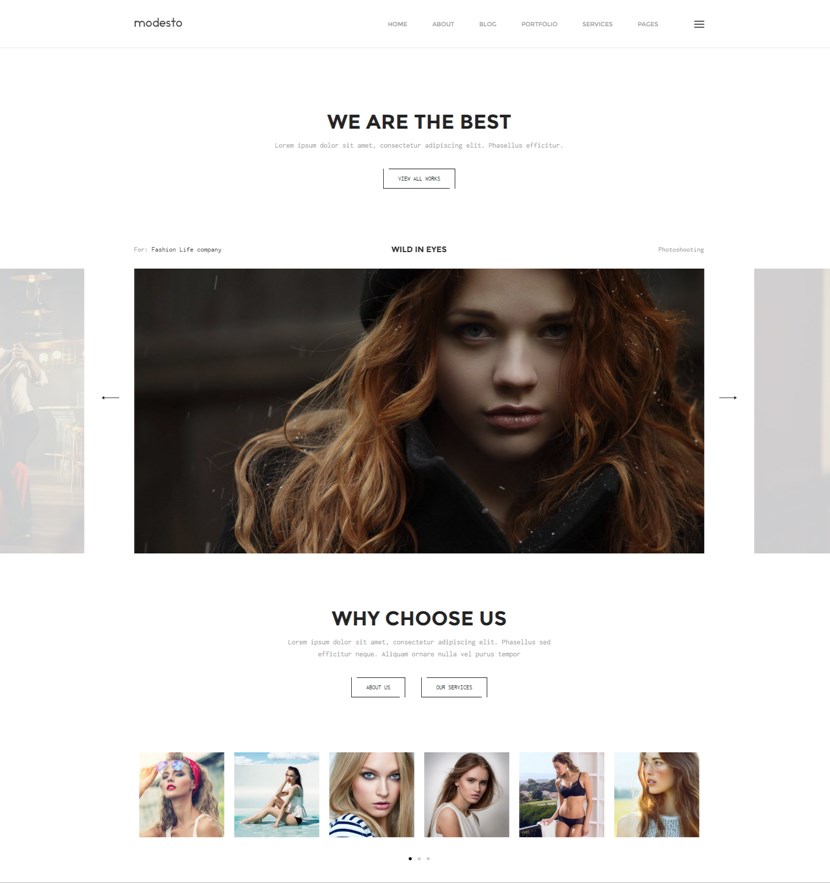 modesto
HOME ABOUT BLOG PORTFOLIO SERVICES PAGES
WE ARE THE BEST
Lorem ipsum dolor sit amet, consectetur adipiscing elit. Phasellus efficitur.
VIEW ALL WORKS
For: Fashion Life company WILD IN EYES Photoshooting
WHY CHOOSE US
Lorem ipsum dolor sit amet, consectetur adipiscing elit. Phasellus sed
efficitur neque. Aliquam ornare nulla vel purus tempor
ABOUT US OUR SERVICES